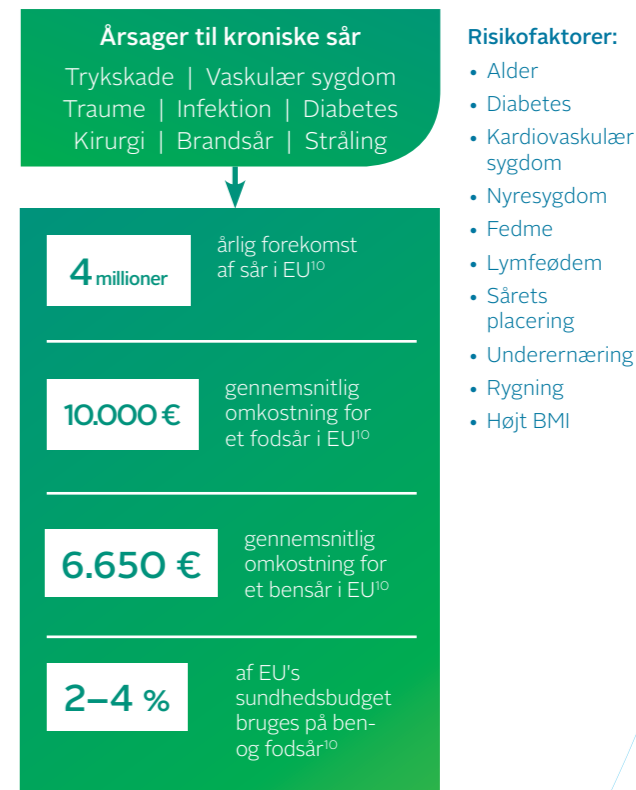 Årsager til kroniske sår
Trykskade | Vaskulær sygdom
Traume | Infektion | Diabetes
Kirurgi | Brandsår | Stråling
4 millioner
årlig forekomst
af sår i EU¹⁰
10.000 €
gennemsnitlig
omkostning for
et fodsår i EU¹⁰
6.650 €
gennemsnitlig
omkostning for
et bensår i EU¹⁰
2–4 %
af EU's
sundhedsbudget
bruges på ben-
og fodsår¹⁰
Risikofaktorer:
• Alder
• Diabetes
• Kardiovaskulær
sygdom
• Nyresygdom
• Fedme
• Lymfeødem
• Sårets
placering
• Underernæring
• Rygning
• Højt BMI